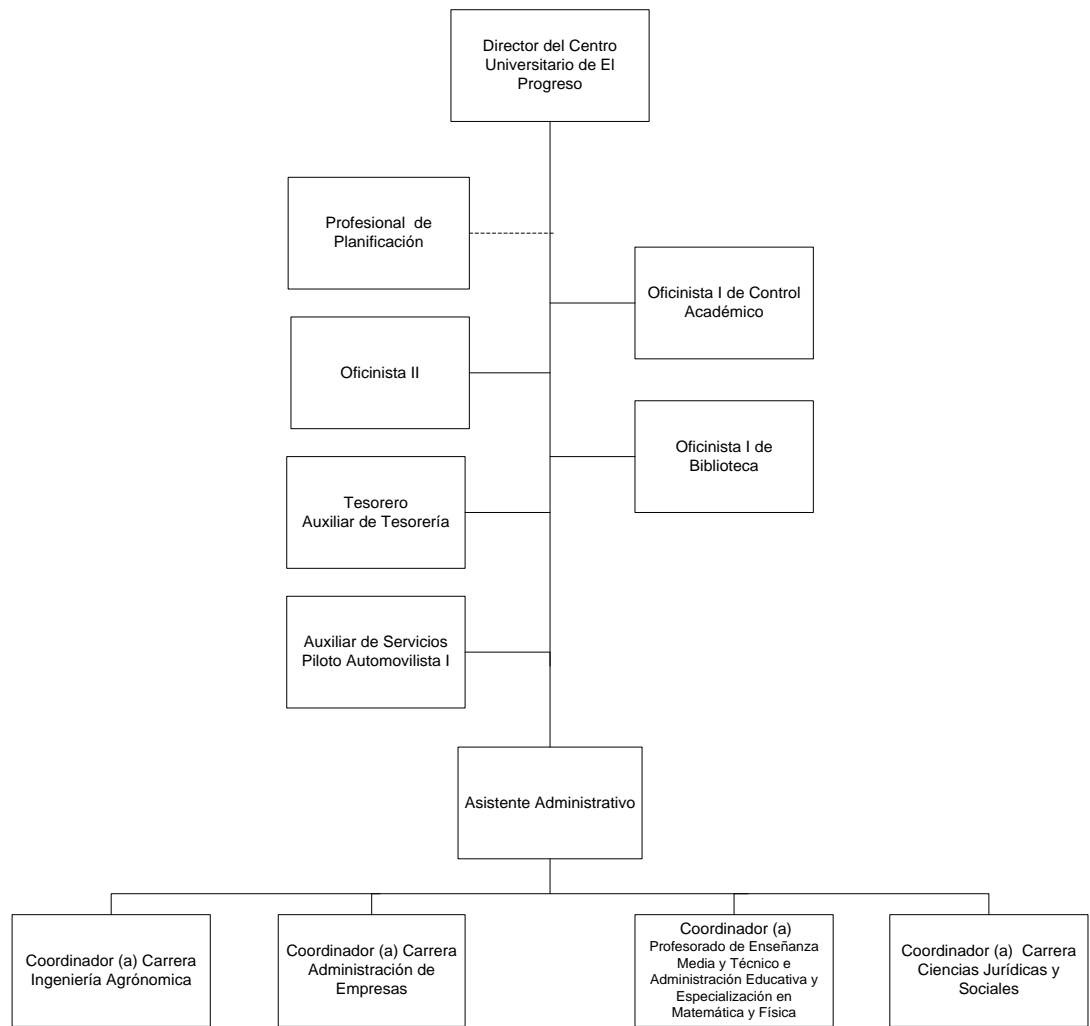 Director del Centro
Universitario de El
Progreso
Profesional de
Planificación
Oficinista I de Control
Académico
Oficinista II
Oficinista I de
Biblioteca
Tesorero
Auxiliar de Tesorería
Auxiliar de Servicios
Piloto Automovilista I
Asistente Administrativo
Coordinador (a) Carrera
Ingeniería Agrónomica
Coordinador (a) Carrera
Administración de
Empresas
Coordinador (a)
Profesorado de Enseñanza
Media y Técnico e
Administración Educativa y
Especialización en
Matemática y Física
Coordinador (a) Carrera
Ciencias Jurídicas y
Sociales